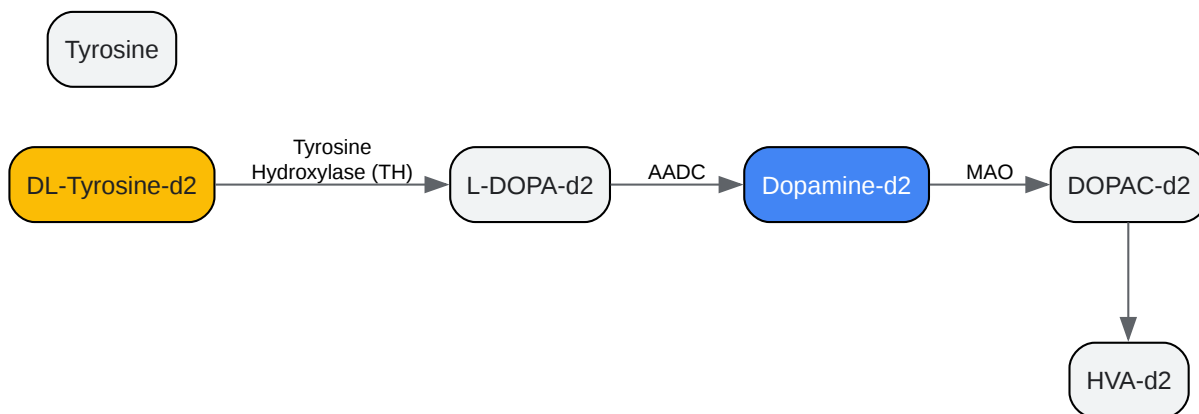 Tyrosine
DL-Tyrosine-d2
Tyrosine
Hydroxylase (TH)
L-DOPA-d2
AADC
Dopamine-d2
MAO
DOPAC-d2
HVA-d2